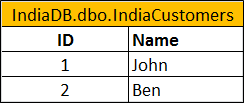 IndiaDB.dbo.IndiaCustomers
ID Name
1 John
2 Ben